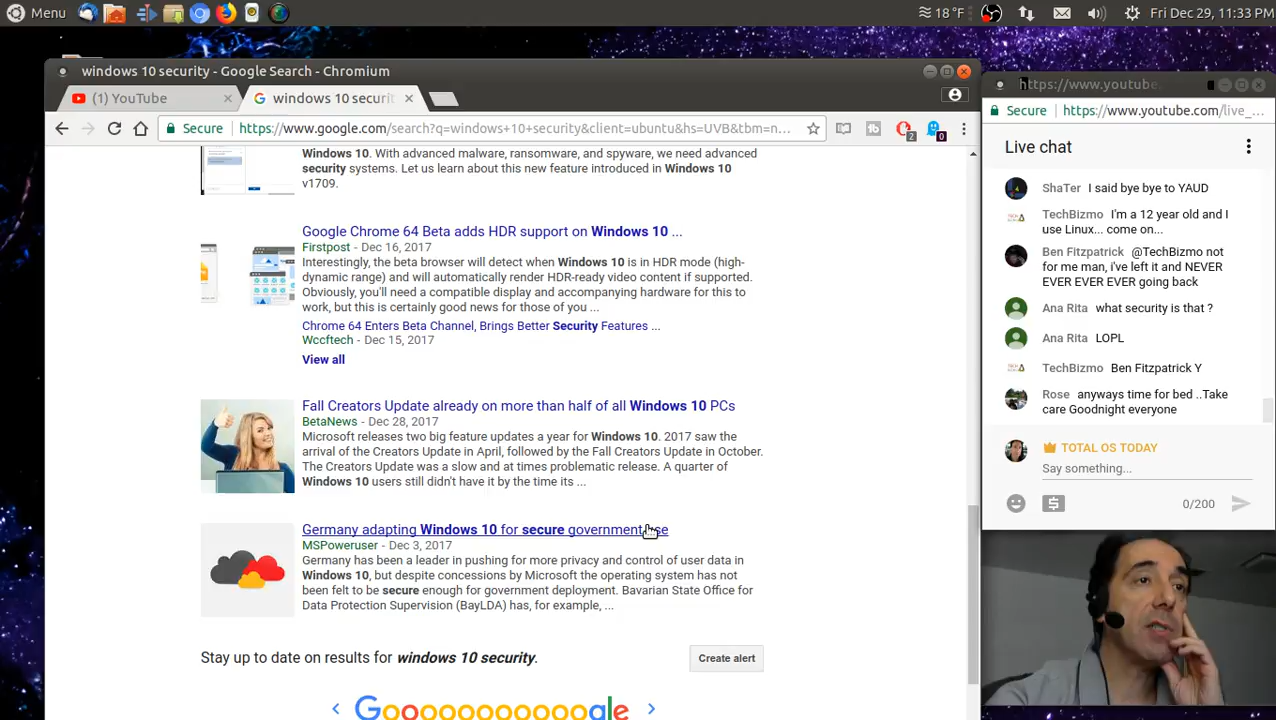 Menu
18 °F
Fri Dec 29, 11:33 PM
windows 10 security - Google Search - Chromium
(1) YouTube
windows 10 securit
Secure
https://www.google.com/search?q=windows+10+security&client=ubuntu&hs=UVB&tbm=n...
2
0
Windows 10. With advanced malware, ransomware, and spyware, we need advanced
security systems. Let us learn about this new feature introduced in Windows 10
v1709.
Google Chrome 64 Beta adds HDR support on Windows 10 ...
Firstpost - Dec 16, 2017
Interestingly, the beta browser will detect when Windows 10 is in HDR mode (high-
dynamic range) and will automatically render HDR-ready video content if supported.
Obviously, you'll need a compatible display and accompanying hardware for this to
work, but this is certainly good news for those of you ...
Chrome 64 Enters Beta Channel, Brings Better Security Features ...
Wccftech - Dec 15, 2017
View all
Fall Creators Update already on more than half of all Windows 10 PCs
BetaNews - Dec 28, 2017
Microsoft releases two big feature updates a year for Windows 10. 2017 saw the
arrival of the Creators Update in April, followed by the Fall Creators Update in October.
The Creators Update was a slow and at times problematic release. A quarter of
Windows 10 users still didn't have it by the time its ...
Germany adapting Windows 10 for secure government use
MSPoweruser - Dec 3, 2017
Germany has been a leader in pushing for more privacy and control of user data in
Windows 10, but despite concessions by Microsoft the operating system has not
been felt to be secure enough for government deployment. Bavarian State Office for
Data Protection Supervision (BayLDA) has, for example, ...
Stay up to date on results for windows 10 security.
Create alert
Goooooooooogle
https://www.youtube.
Secure
https://www.youtube.com/live_...
Live chat
ShaTer I said bye bye to YAUD
TechBizmo I'm a 12 year old and I
use Linux... come on...
Ben Fitzpatrick @TechBizmo not
for me man, i've left it and NEVER
EVER EVER EVER going back
Ana Rita what security is that ?
Ana Rita LOPL
TechBizmo Ben Fitzpatrick Y
Rose anyways time for bed ..Take
care Goodnight everyone
TOTAL OS TODAY
Say something...
0/200